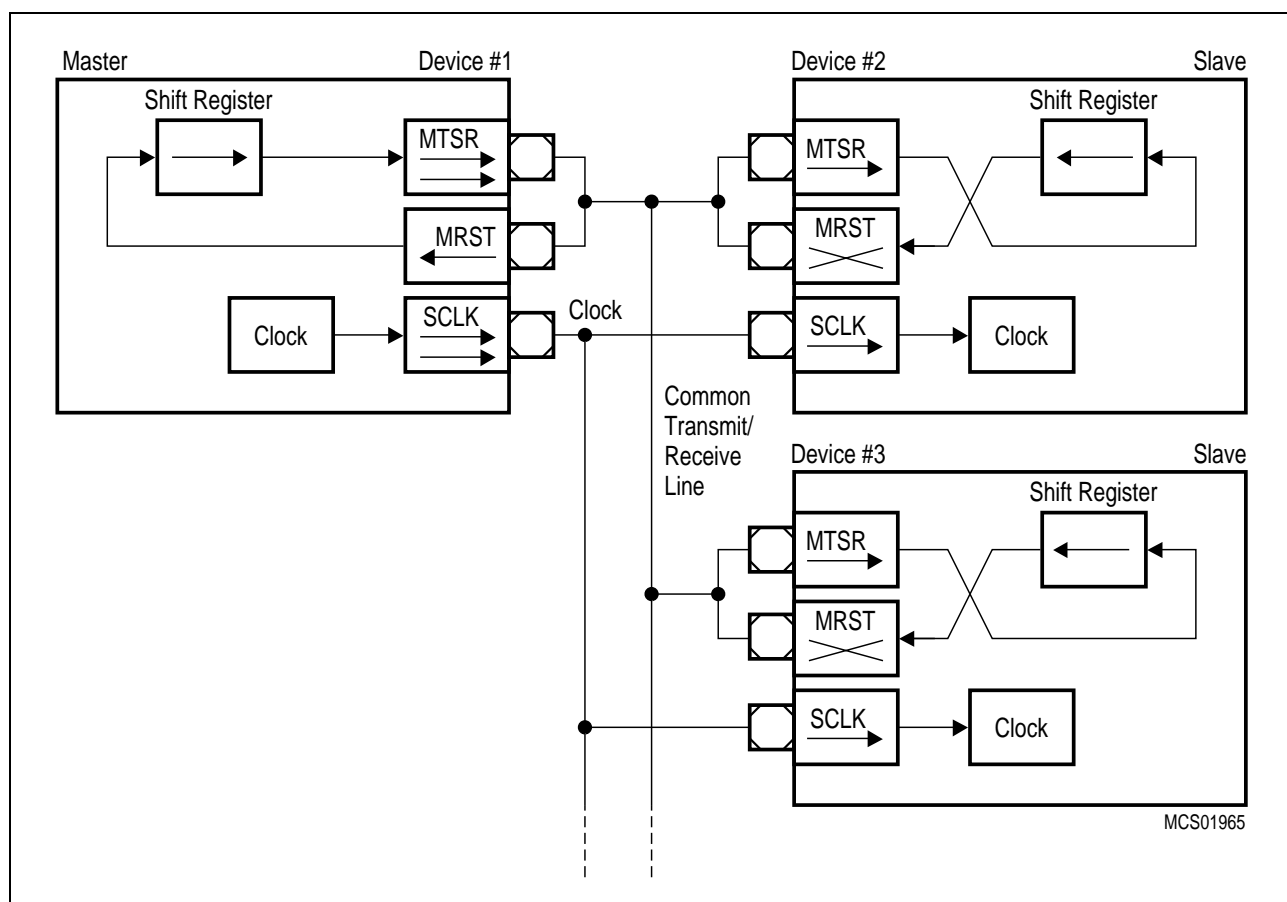 Master Device #1
Shift Register
MTSR
MRST
SCLK
Clock
Clock
Common
Transmit/
Receive
Line
Device #2 Slave
Shift Register
MTSR
MRST
SCLK
Clock
Device #3 Slave
Shift Register
MTSR
MRST
SCLK
Clock
MCS01965